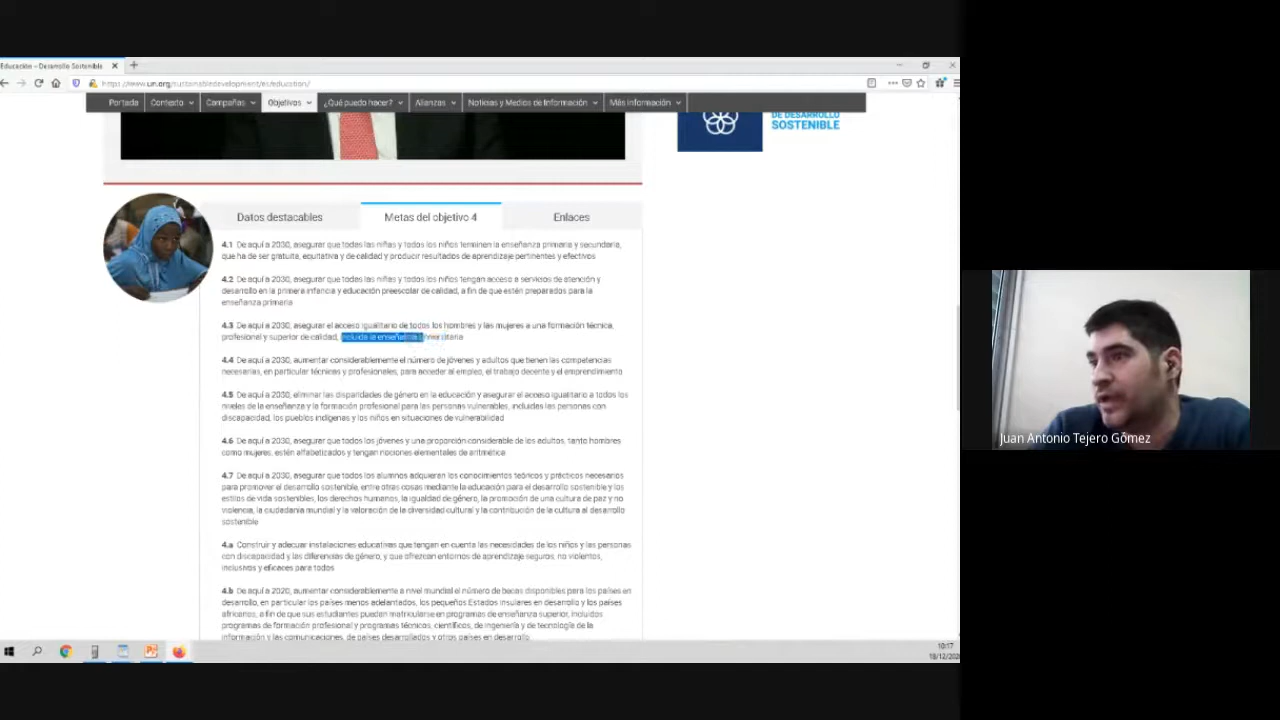 Educación – Desarrollo Sostenible
https://www.un.org/sustainabledevelopment/es/education/
Portada Contexto Campañas Objetivos ¿Qué puedo hacer? Alianzas Noticias y Medios de Información Más información
DE DESARROLLO
SOSTENIBLE
Datos destacables Metas del objetivo 4 Enlaces
4.1 De aquí a 2030, asegurar que todas las niñas y todos los niños terminen la enseñanza primaria y secundaria,
que ha de ser gratuita, equitativa y de calidad y producir resultados de aprendizaje pertinentes y efectivos
4.2 De aquí a 2030, asegurar que todas las niñas y todos los niños tengan acceso a servicios de atención y
desarrollo en la primera infancia y educación preescolar de calidad, a fin de que estén preparados para la
enseñanza primaria
4.3 De aquí a 2030, asegurar el acceso igualitario de todos los hombres y las mujeres a una formación técnica,
profesional y superior de calidad, incluida la enseñanza universitaria
4.4 De aquí a 2030, aumentar considerablemente el número de jóvenes y adultos que tienen las competencias
necesarias, en particular técnicas y profesionales, para acceder al empleo, el trabajo decente y el emprendimiento
4.5 De aquí a 2030, eliminar las disparidades de género en la educación y asegurar el acceso igualitario a todos los
niveles de la enseñanza y la formación profesional para las personas vulnerables, incluidas las personas con
discapacidad, los pueblos indígenas y los niños en situaciones de vulnerabilidad
4.6 De aquí a 2030, asegurar que todos los jóvenes y una proporción considerable de los adultos, tanto hombres
como mujeres, estén alfabetizados y tengan nociones elementales de aritmética
4.7 De aquí a 2030, asegurar que todos los alumnos adquieran los conocimientos teóricos y prácticos necesarios
para promover el desarrollo sostenible, entre otras cosas mediante la educación para el desarrollo sostenible y los
estilos de vida sostenibles, los derechos humanos, la igualdad de género, la promoción de una cultura de paz y no
violencia, la ciudadanía mundial y la valoración de la diversidad cultural y la contribución de la cultura al desarrollo
sostenible
4.a Construir y adecuar instalaciones educativas que tengan en cuenta las necesidades de los niños y las personas
con discapacidad y las diferencias de género, y que ofrezcan entornos de aprendizaje seguros, no violentos,
inclusivos y eficaces para todos
4.b De aquí a 2020, aumentar considerablemente a nivel mundial el número de becas disponibles para los países en
desarrollo, en particular los países menos adelantados, los pequeños Estados insulares en desarrollo y los países
africanos, a fin de que sus estudiantes puedan matricularse en programas de enseñanza superior, incluidos
programas de formación profesional y programas técnicos, científicos, de ingeniería y de tecnología de la
información y las comunicaciones, de países desarrollados y otros países en desarrollo
Juan Antonio Tejero Gómez
10:17